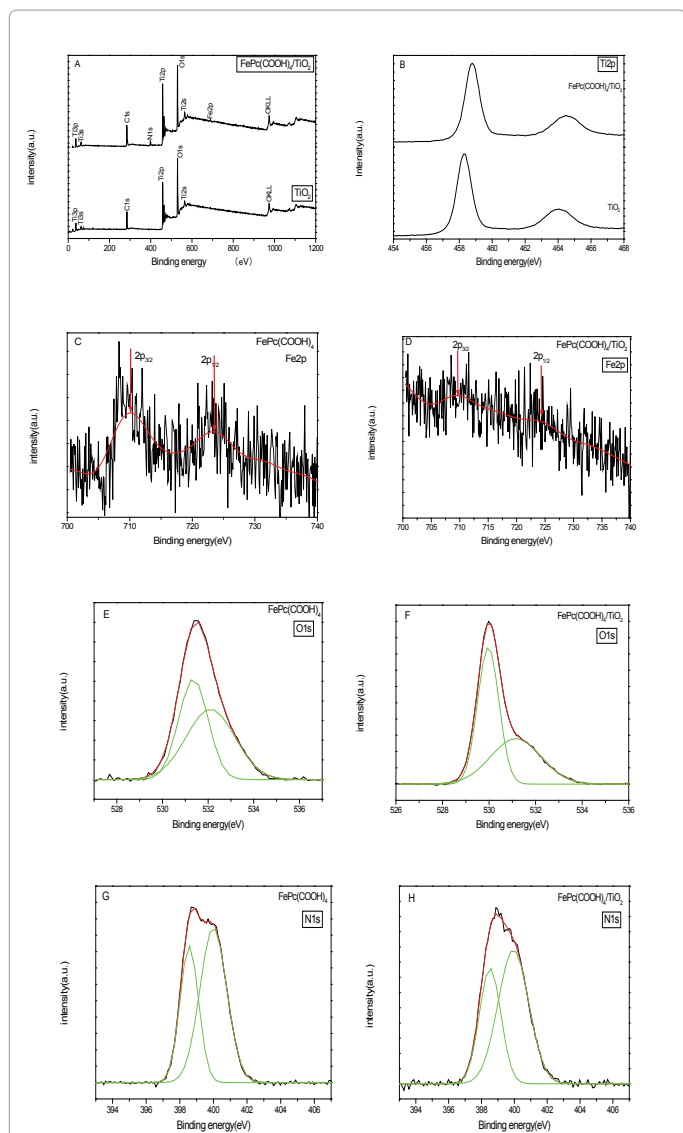 A
FePc(COOH)4/TiO2
O1s
Ti2p
Ti2s
Fe2p
OKLL
C1s
N1s
Ti3p
Ti3s
O1s
Ti2p
TiO2
Ti2s
OKLL
C1s
Ti3p
Ti3s
intensity(a.u.)
0 200 400 600 800 1000 1200
Binding energy (eV)
B
Ti2p
FePc(COOH)4/TiO2
TiO2
Intensity(a.u.)
454 456 458 460 462 464 466 468
Binding energy(eV)
C
FePc(COOH)4
Fe2p
2p3/2
2p1/2
intensity(a.u.)
700 710 720 730 740
Binding energy(eV)
D
FePc(COOH)4/TiO2
Fe2p
2p3/2
2p1/2
intensity(a.u.)
700 705 710 715 720 725 730 735 740
Binding energy(eV)
E
FePc(COOH)4
O1s
intensity(a.u.)
528 530 532 534 536
Binding energy(eV)
F
FePc(COOH)4/TiO2
O1s
intensity(a.u.)
526 528 530 532 534 536
Binding energy(eV)
G
FePc(COOH)4
N1s
intensity(a.u.)
394 396 398 400 402 404 406
Binding energy(eV)
H
FePc(COOH)4/TiO2
N1s
intensity(a.u.)
394 396 398 400 402 404 406
Binding energy(eV)